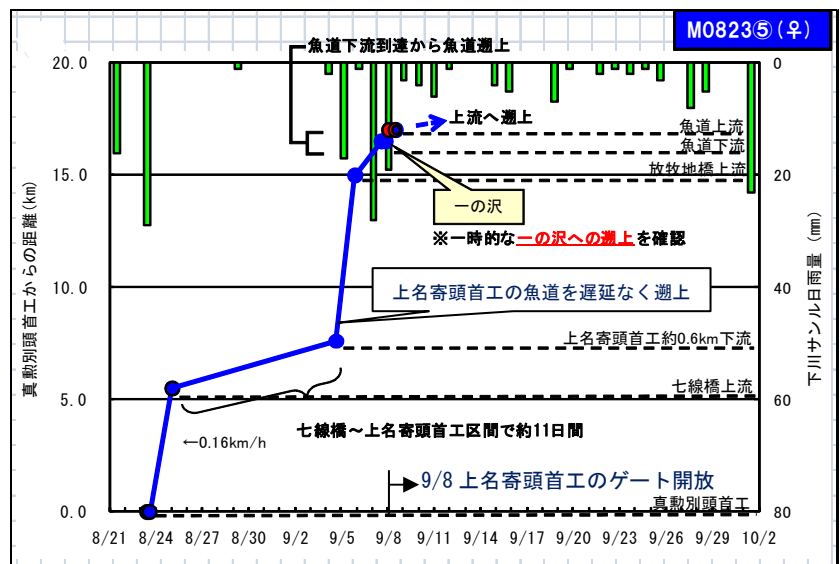 M0823⑤(♀)
魚道下流到達から魚道遡上
20.0
15.0
10.0
5.0
0.0
真勲別頭首工からの距離(km)
0
20
40
60
80
下川サンル日雨量 (mm)
上流へ遡上
魚道上流
魚道下流
放牧地橋上流
一の沢
※一時的な一の沢への遡上を確認
上名寄頭首工の魚道を遅延なく遡上
上名寄頭首工約0.6km下流
七線橋上流
七線橋～上名寄頭首工区間で約11日間
←0.16km/h
9/8 上名寄頭首工のゲート開放
真勲別頭首工
8/21 8/24 8/27 8/30 9/2 9/5 9/8 9/11 9/14 9/17 9/20 9/23 9/26 9/29 10/2